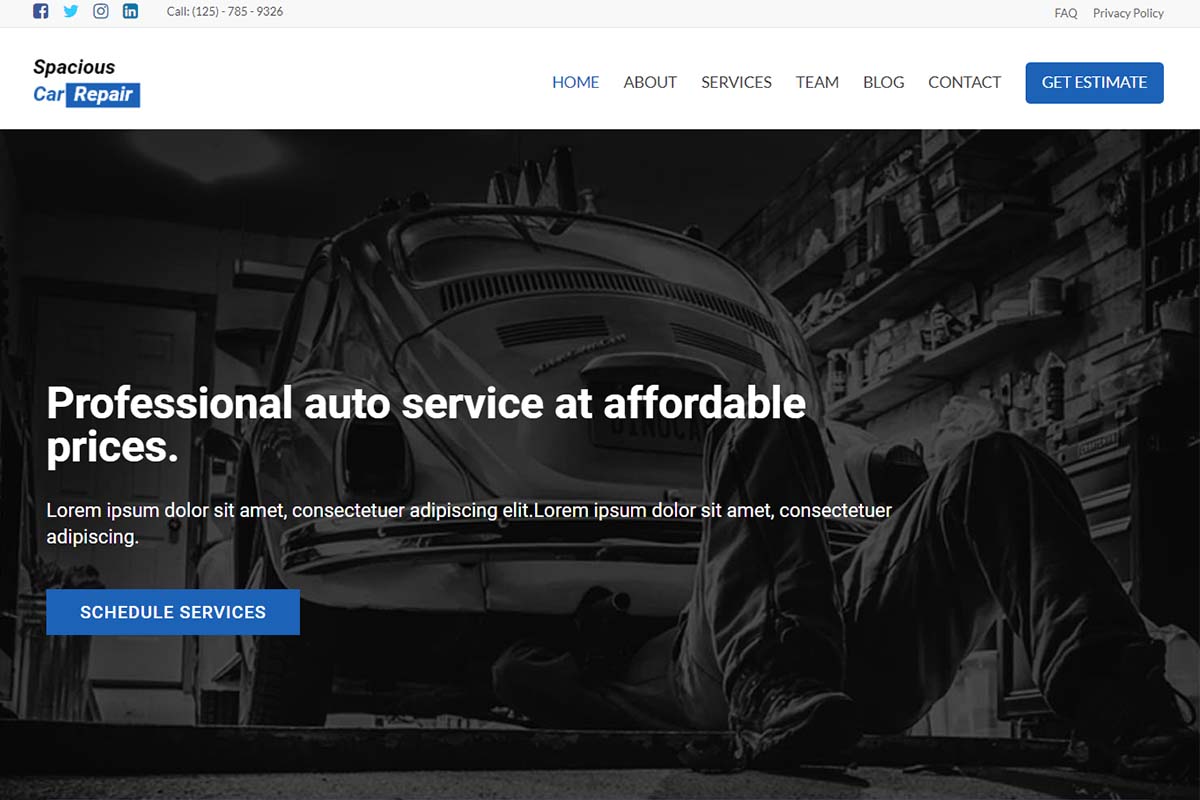 Call: (125) - 785 - 9326
FAQ Privacy Policy
Spacious
Car Repair
HOME ABOUT SERVICES TEAM BLOG CONTACT GET ESTIMATE
Professional auto service at affordable
prices.
Lorem ipsum dolor sit amet, consectetuer adipiscing elit.Lorem ipsum dolor sit amet, consectetuer
adipiscing.
SCHEDULE SERVICES